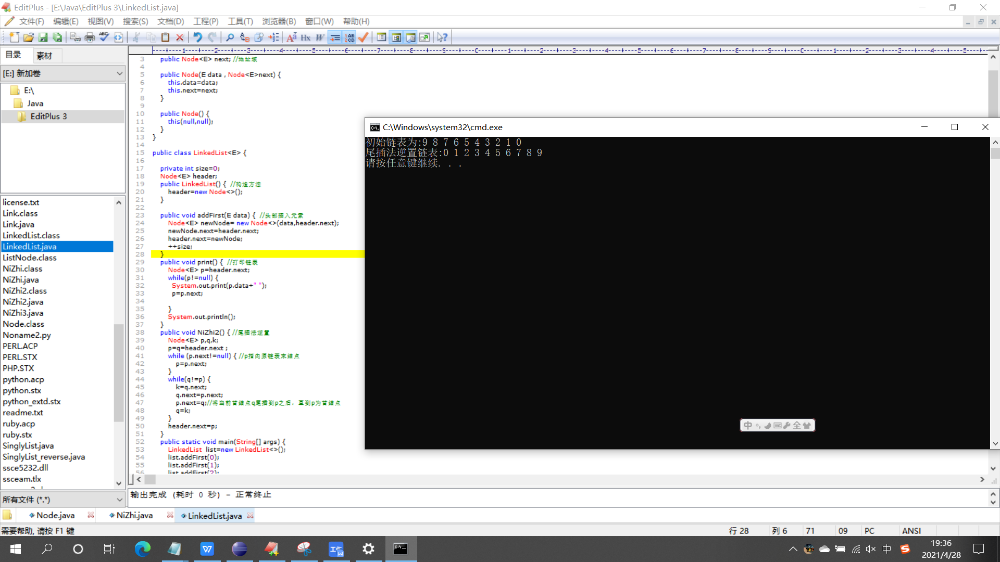 EditPlus - [E:\Java\EditPlus 3\LinkedList.java]
文件(F) 编辑(E) 视图(V) 搜索(S) 文档(D) 工程(P) 工具(T) 浏览器(B) 窗口(W) 帮助(H)
目录 素材
[E:] 新加卷
E:\
Java
EditPlus 3
license.txt
Link.class
Link.java
LinkedList.class
LinkedList.java
ListNode.class
NiZhi.class
NiZhi.java
NiZhi2.class
NiZhi2.java
NiZhi3.java
Node.class
Noname2.py
PERL.ACP
PERL.STX
PHP.STX
python.acp
python.stx
python_extd.stx
readme.txt
ruby.acp
ruby.stx
SinglyList.java
SinglyList_reverse.java
ssce5232.dll
ssceam.tlx
所有文件 (*.*)
3 public Node<E> next; //地址域
4
5 public Node(E data , Node<E>next) {
6 this.data=data;
7 this.next=next;
8 }
9
10 public Node() {
11 this(null,null);
12 }
13 }
14
15 public class LinkedList<E> {
16
17 private int size=0;
18 Node<E> header;
19 public LinkedList() { //构造方法
20 header=new Node<>();
21 }
22
23 public void addFirst(E data) { //头部插入元素
24 Node<E> newNode= new Node<>(data,header.next);
25 newNode.next=header.next;
26 header.next=newNode;
27 ++size;
28 }
29 public void print() { //打印链表
30 Node<E> p=header.next;
31 while(p!=null) {
32 System.out.print(p.data+" ");
33 p=p.next;
34
35 }
36 System.out.println();
37 }
38 public void NiZhi2() { //尾插法逆置
39 Node<E> p,q,k;
40 p=q=header.next ;
41 while (p.next!=null) { //p指向原链表末结点
42 p=p.next;
43 }
44 while(q!=p) {
45 k=q.next;
46 q.next=p.next;
47 p.next=q;//将当前首结点q尾插到p之后，直到p为首结点
48 q=k;
49 }
50 header.next=p;
51 }
52 public static void main(String[] args) {
53 LinkedList list=new LinkedList<>();
54 list.addFirst(0);
55 list.addFirst(1);
56 list.addFirst(2);
C:\Windows\system32\cmd.exe
初始链表为:9 8 7 6 5 4 3 2 1 0
尾插法逆置链表:0 1 2 3 4 5 6 7 8 9
请按任意键继续. . .
中 全
输出完成 (耗时 0 秒) - 正常终止
Node.java NiZhi.java LinkedList.java
需要帮助, 请按 F1 键 行 28 列 6 71 09 PC ANSI
中 19:36
2021/4/28